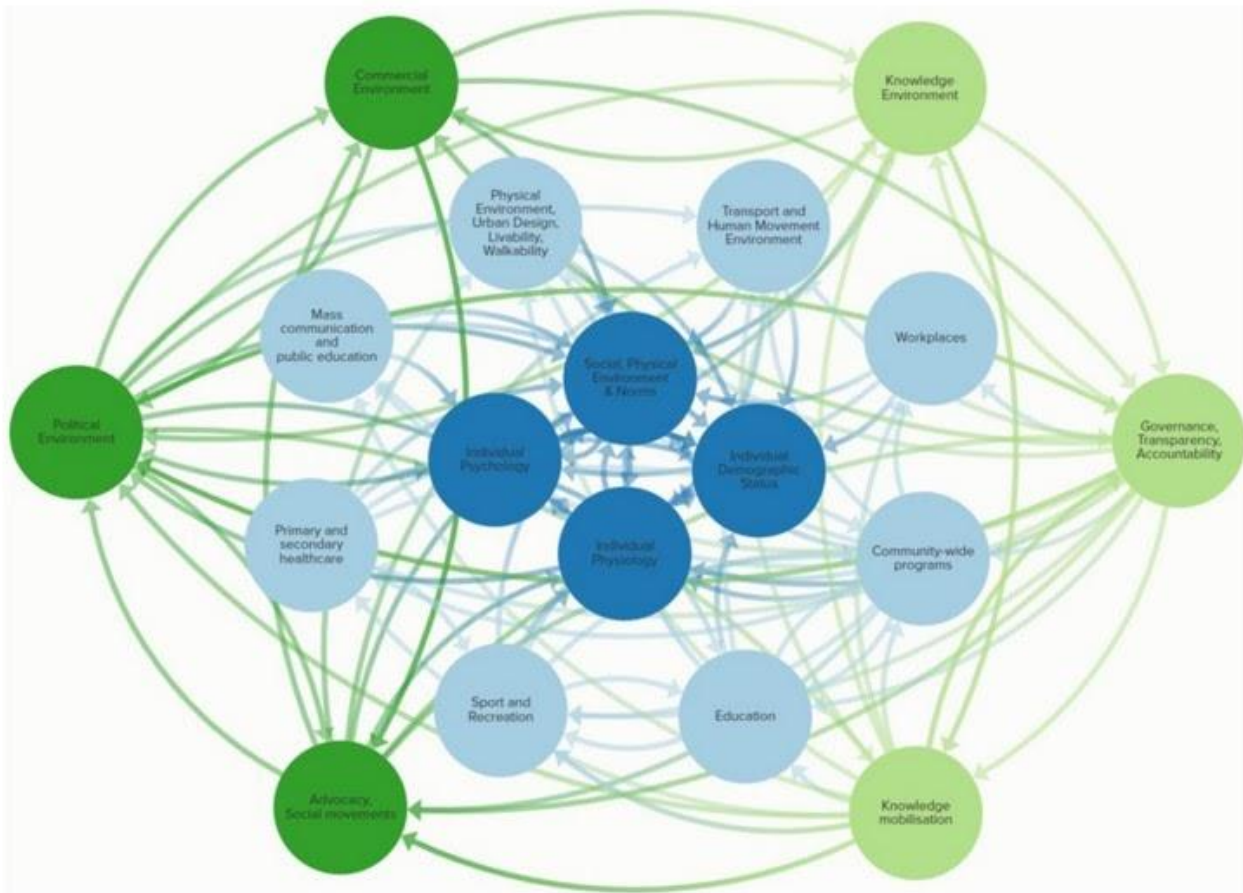 Commercial
Environment
Knowledge
Environment
Physical
Environment,
Urban Design,
Livability,
Walkability
Transport and
Human Movement
Environment
Mass
communication
and
public education
Workplaces
Social, Physical
Environment
& Norms
Political
Environment
Individual
Psychology
Individual
Demographic
Status
Governance,
Transparency,
Accountability
Primary and
secondary
healthcare
Individual
Physiology
Community-wide
programs
Sport and
Recreation
Education
Advocacy,
Social movements
Knowledge
mobilisation